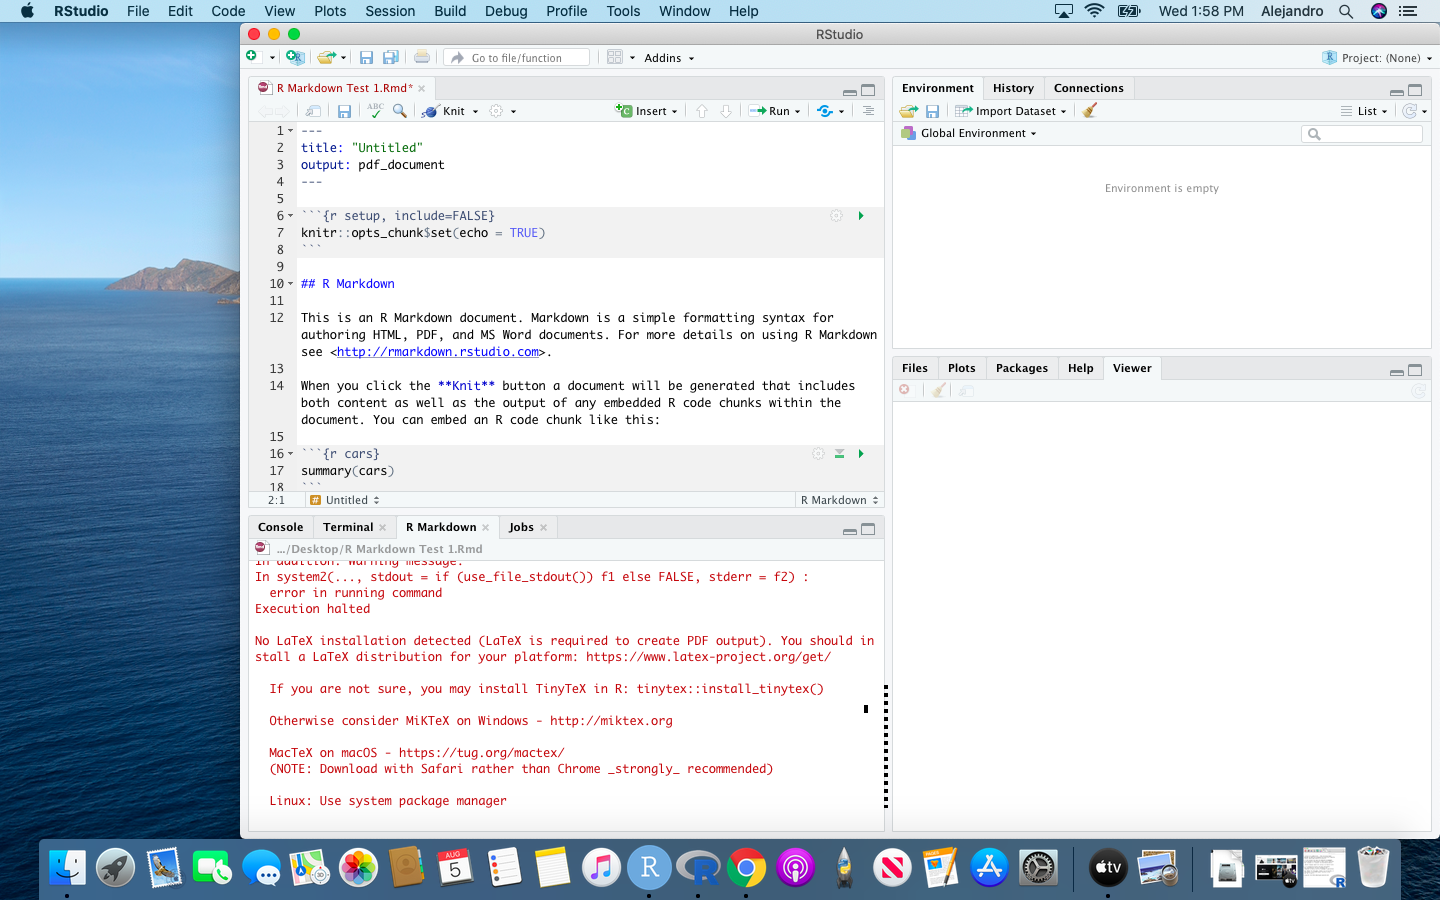 RStudio File Edit Code View Plots Session Build Debug Profile Tools Window Help Wed 1:58 PM Alejandro
RStudio
Go to file/function Addins Project: (None)
R Markdown Test 1.Rmd*
ABC Knit Insert Run
1 ---
2 title: "Untitled"
3 output: pdf_document
4 ---
5
6 ```{r setup, include=FALSE}
7 knitr::opts_chunk$set(echo = TRUE)
8 ```
9
10 ## R Markdown
11
12 This is an R Markdown document. Markdown is a simple formatting syntax for
authoring HTML, PDF, and MS Word documents. For more details on using R Markdown
see <http://rmarkdown.rstudio.com>.
13
14 When you click the **Knit** button a document will be generated that includes
both content as well as the output of any embedded R code chunks within the
document. You can embed an R code chunk like this:
15
16 ```{r cars}
17 summary(cars)
18 ```
2:1 # Untitled R Markdown
Console Terminal R Markdown Jobs
.../Desktop/R Markdown Test 1.Rmd
In addition: Warning message:
In system2(..., stdout = if (use_file_stdout()) f1 else FALSE, stderr = f2) :
error in running command
Execution halted
No LaTeX installation detected (LaTeX is required to create PDF output). You should in
stall a LaTeX distribution for your platform: https://www.latex-project.org/get/
If you are not sure, you may install TinyTeX in R: tinytex::install_tinytex()
Otherwise consider MiKTeX on Windows - http://miktex.org
MacTeX on macOS - https://tug.org/mactex/
(NOTE: Download with Safari rather than Chrome _strongly_ recommended)
Linux: Use system package manager
Environment History Connections
Import Dataset List
Global Environment
Environment is empty
Files Plots Packages Help Viewer
AUG
5
R
R
tv